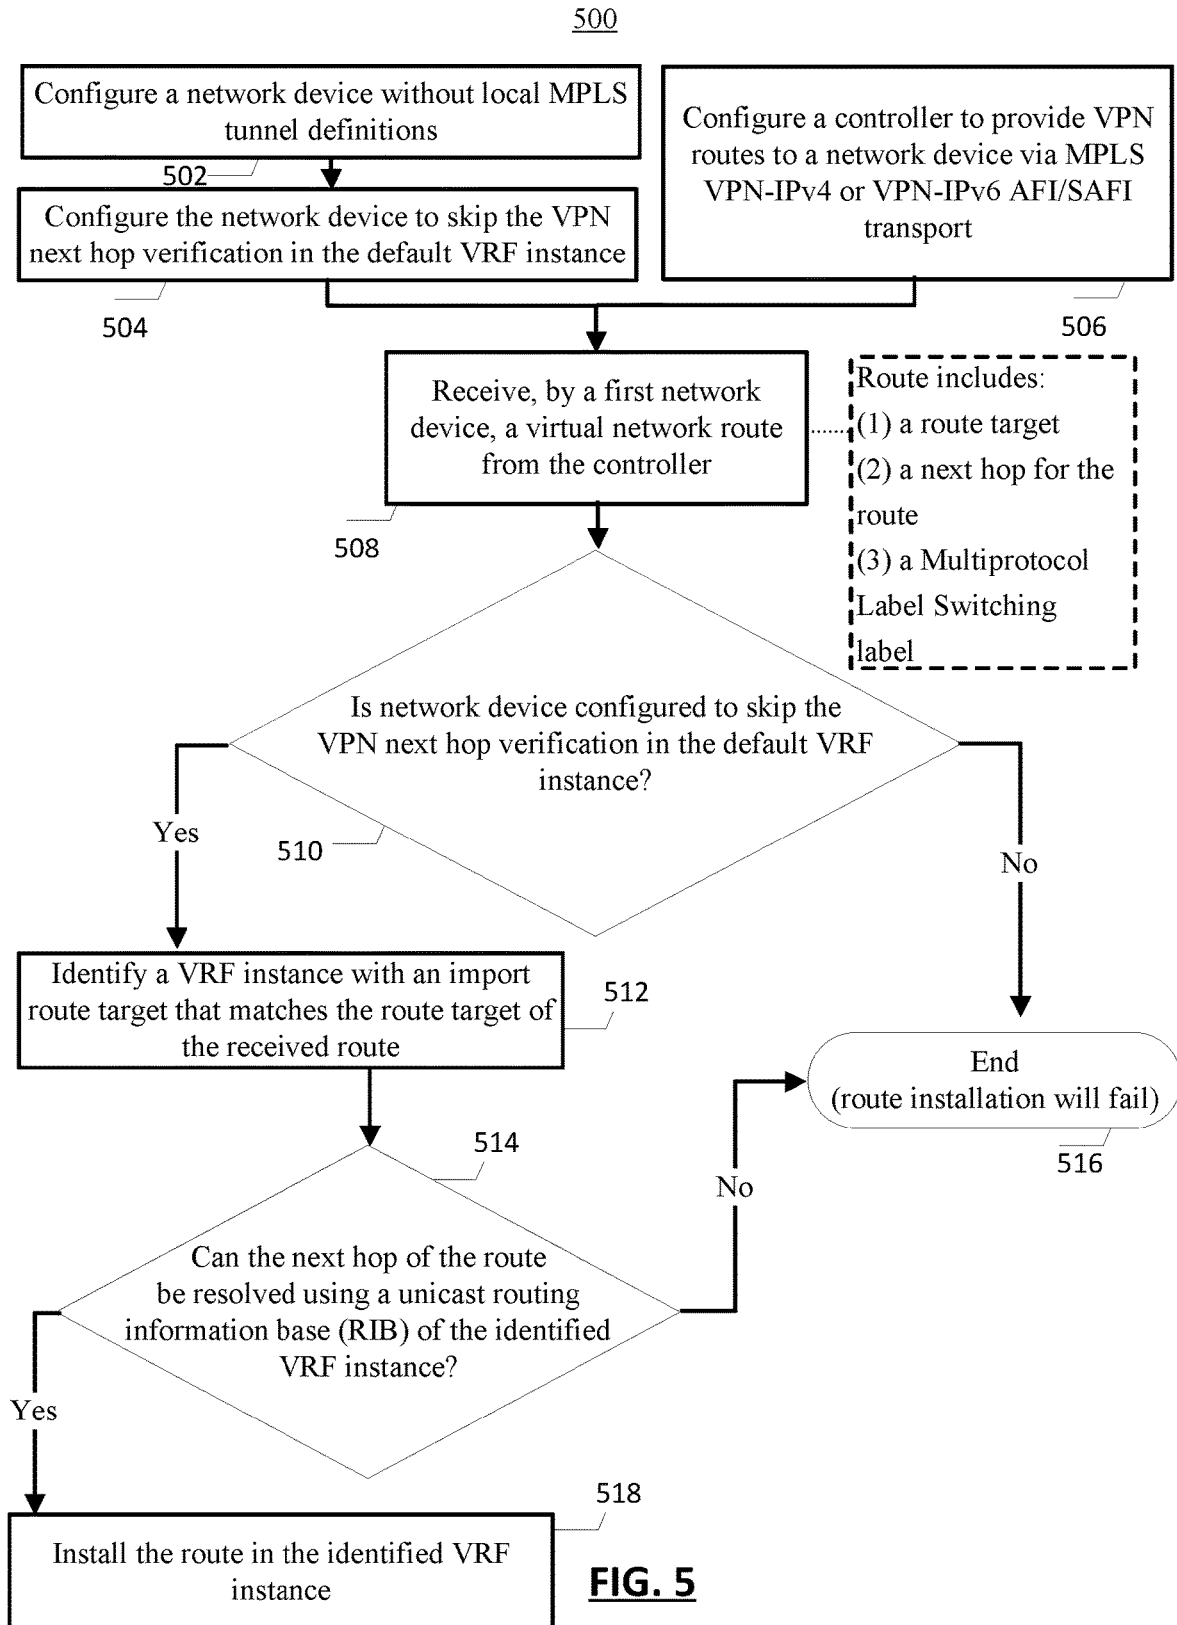 500
Configure a network device without local MPLS
tunnel definitions
502
Configure the network device to skip the VPN
next hop verification in the default VRF instance
504
Configure a controller to provide VPN
routes to a network device via MPLS
VPN-IPv4 or VPN-IPv6 AFI/SAFI
transport
506
Receive, by a first network
device, a virtual network route
from the controller
508
Route includes:
(1) a route target
(2) a next hop for the
route
(3) a Multiprotocol
Label Switching
label
Is network device configured to skip the
VPN next hop verification in the default VRF
instance?
510
Yes
No
Identify a VRF instance with an import
route target that matches the route target of
the received route
512
End
(route installation will fail)
516
514
Can the next hop of the route
be resolved using a unicast routing
information base (RIB) of the identified
VRF instance?
No
Yes
518
Install the route in the identified VRF
instance
FIG. 5